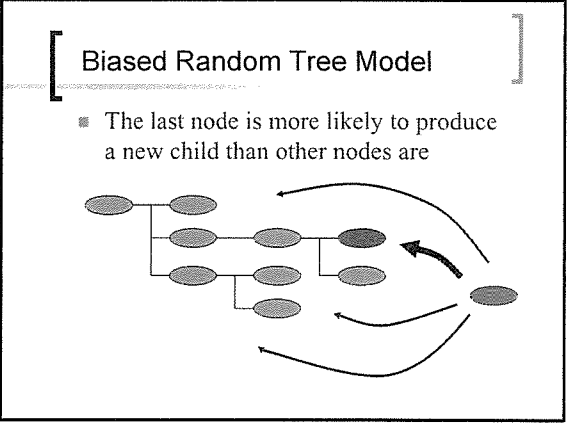 Biased Random Tree Model
The last node is more likely to produce
a new child than other nodes are